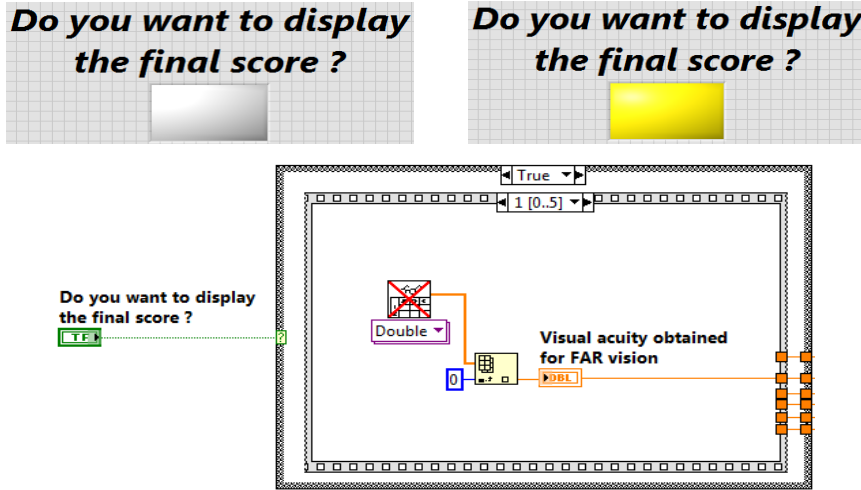 Do you want to display
the final score ?
Do you want to display
the final score ?
True
1 [0..5]
Do you want to display
the final score ?
TF
?
Double
0
Visual acuity obtained
for FAR vision
DBL